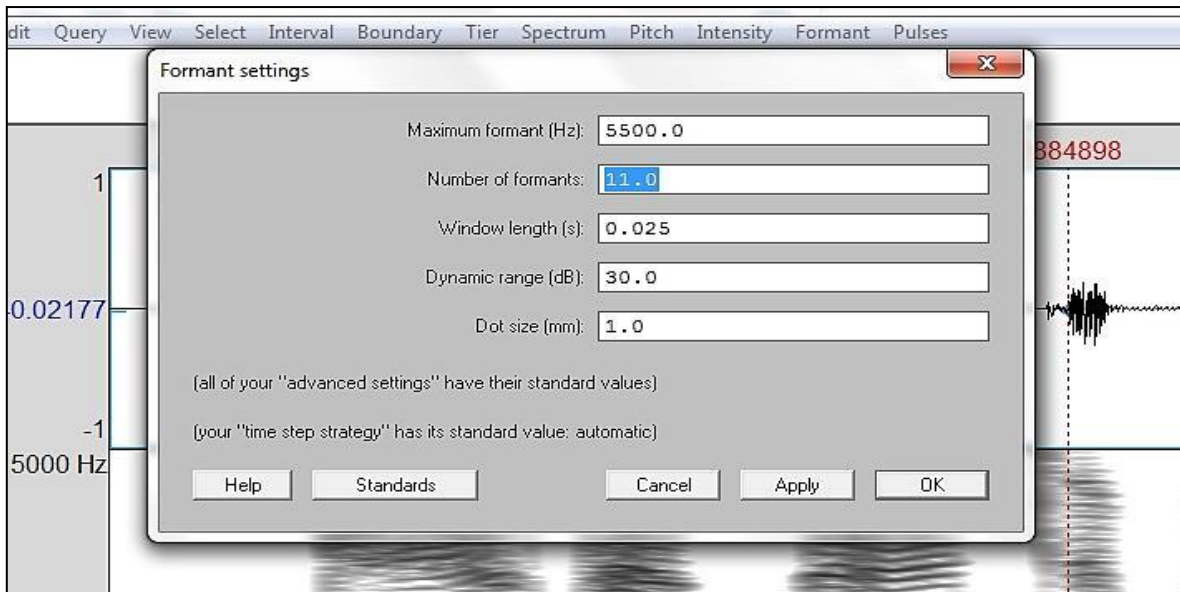 dit Query View Select Interval Boundary Tier Spectrum Pitch Intensity Formant Pulses
Formant settings
Maximum formant (Hz): 5500.0
884898
1
Number of formants: 11.0
Window length (s): 0.025
Dynamic range (dB): 30.0
0.02177
Dot size (mm): 1.0
(all of your "advanced settings" have their standard values)
(your "time step strategy" has its standard value: automatic)
-1
5000 Hz
Help Standards Cancel Apply OK